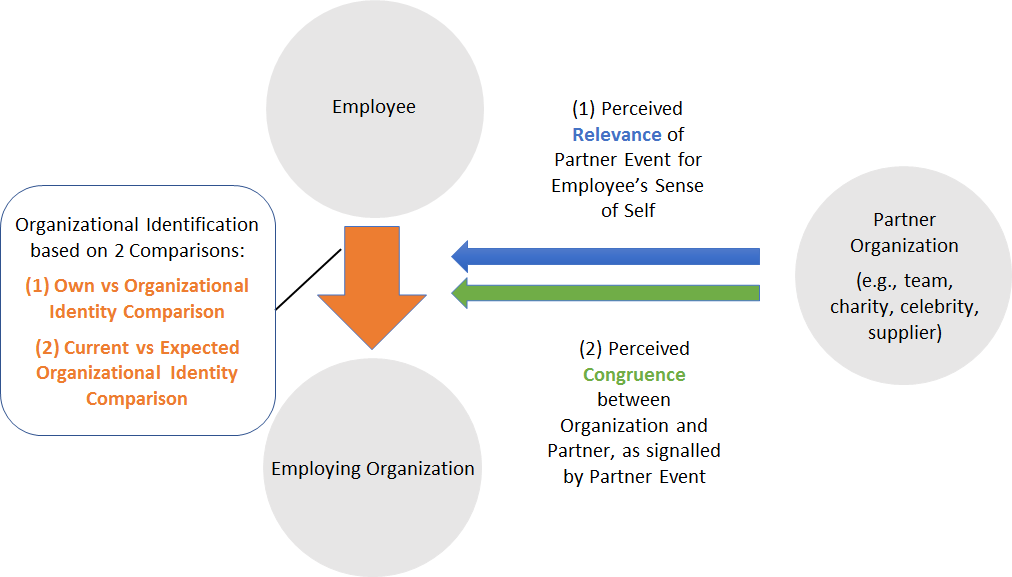 Employee
(1) Perceived
Relevance of
Partner Event for
Employee's Sense
of Self
Organizational Identification
based on 2 Comparisons:
(1) Own vs Organizational
Identity Comparison
(2) Current vs Expected
Organizational Identity
Comparison
Partner
Organization
(e.g., team,
charity, celebrity,
supplier)
(2) Perceived
Congruence
between
Organization and
Partner, as signalled
by Partner Event
Employing Organization